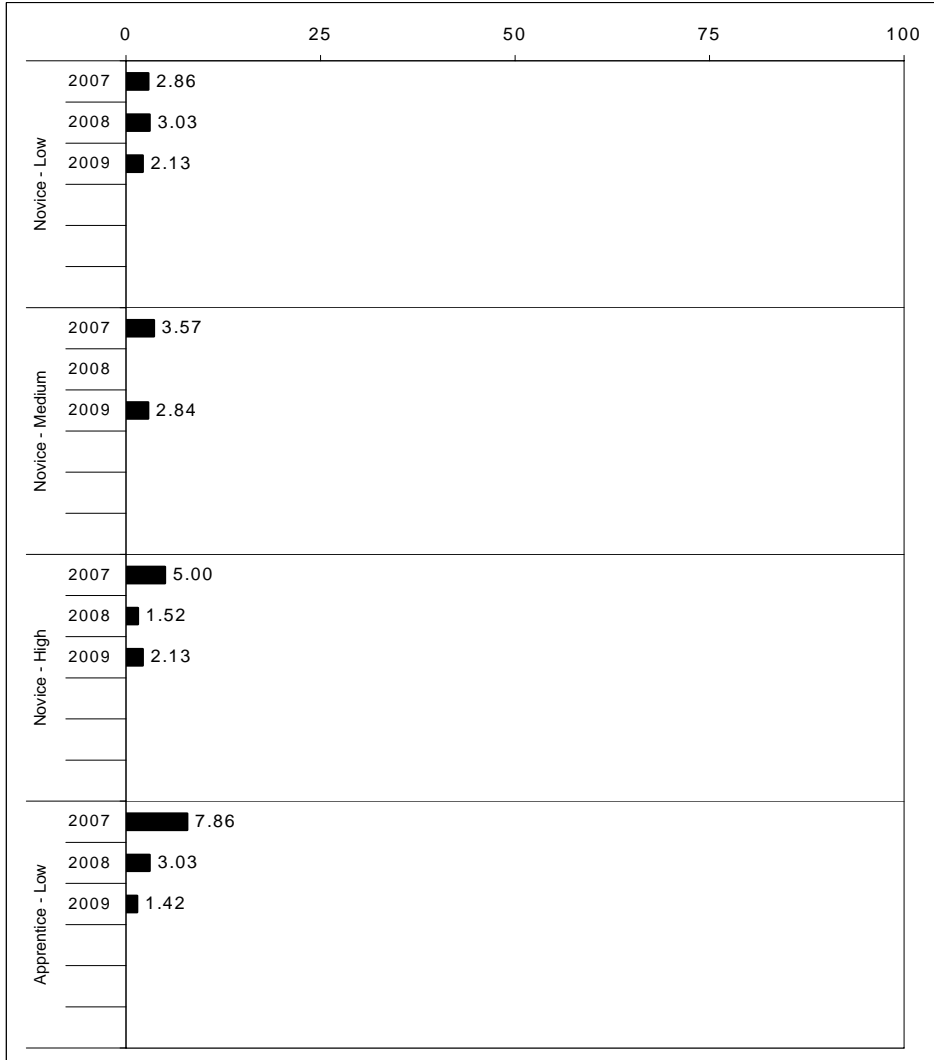 0 25 50 75 100
Novice - Low
2007 2.86
2008 3.03
2009 2.13
Novice - Medium
2007 3.57
2008
2009 2.84
Novice - High
2007 5.00
2008 1.52
2009 2.13
Apprentice - Low
2007 7.86
2008 3.03
2009 1.42